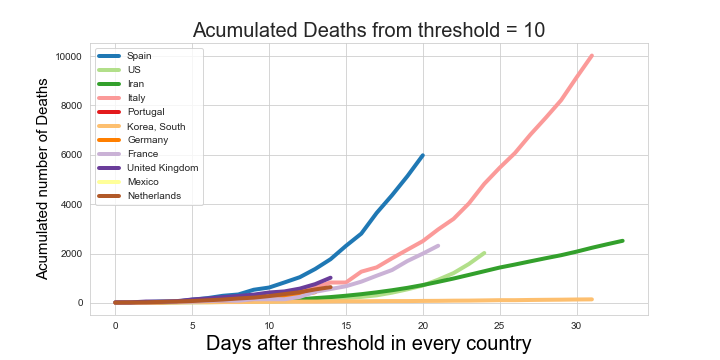 Acumulated Deaths from threshold = 10
Acumulated number of Deaths
10000
8000
6000
4000
2000
0
Spain
US
Iran
Italy
Portugal
Korea, South
Germany
France
United Kingdom
Mexico
Netherlands
0 5 10 15 20 25 30
Days after threshold in every country